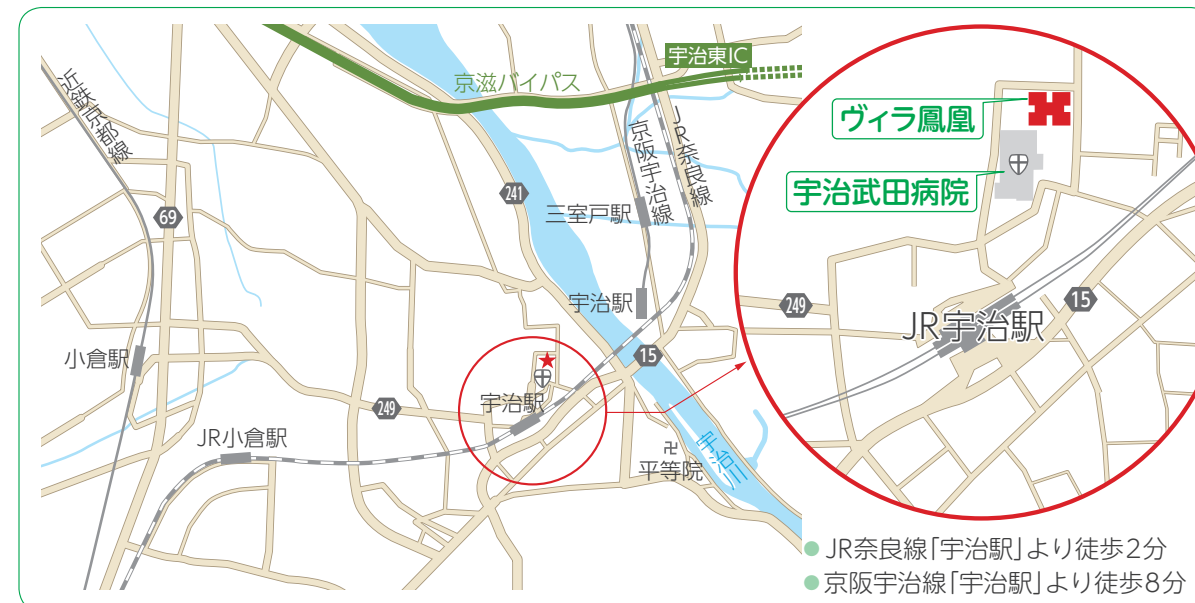 宇治東IC
京滋バイパス
近鉄京都線
JR奈良線
京阪宇治線
241
69
三室戸駅
宇治駅
15
小倉駅
宇治駅
249
JR小倉駅
卍
平等院
宇治川
ヴィラ鳳凰
宇治武田病院
249
15
JR宇治駅
JR奈良線「宇治駅」より徒歩2分
京阪宇治線「宇治駅」より徒歩8分